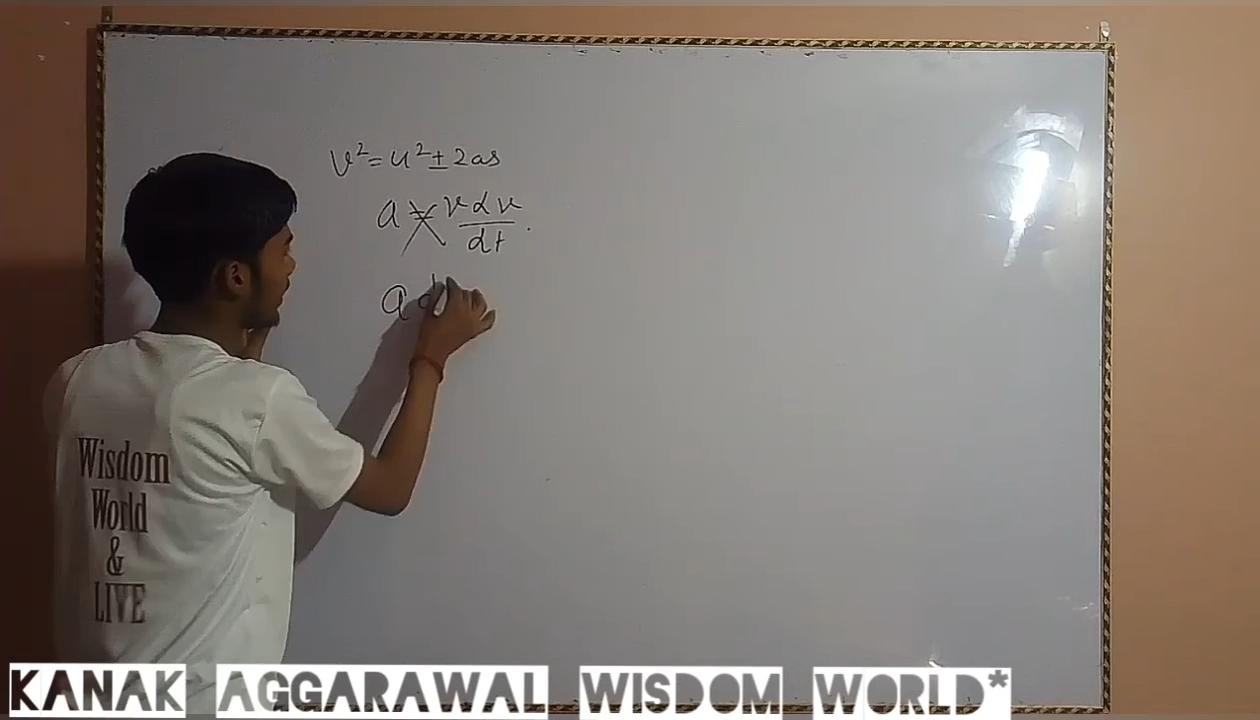 v²=u²±2as
a = v dv/dt.
a d
Wisdom
World
&
LIVE
KANAK AGGARAWAL WISDOM WORLD*